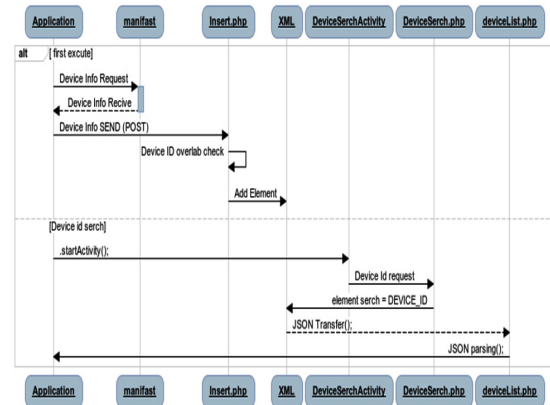 Application manifast Insert.php XML DeviceSerchActivity DeviceSerch.php deviceList.php
alt [ first excute]
Device Info Request
Device Info Recive
Device Info SEND (POST)
Device ID overlab check
Add Element
[Device id serch]
.startActivity();
Device Id request
element serch = DEVICE_ID
JSON Transfer();
JSON parsing();
Application manifast Insert.php XML DeviceSerchActivity DeviceSerch.php deviceList.php